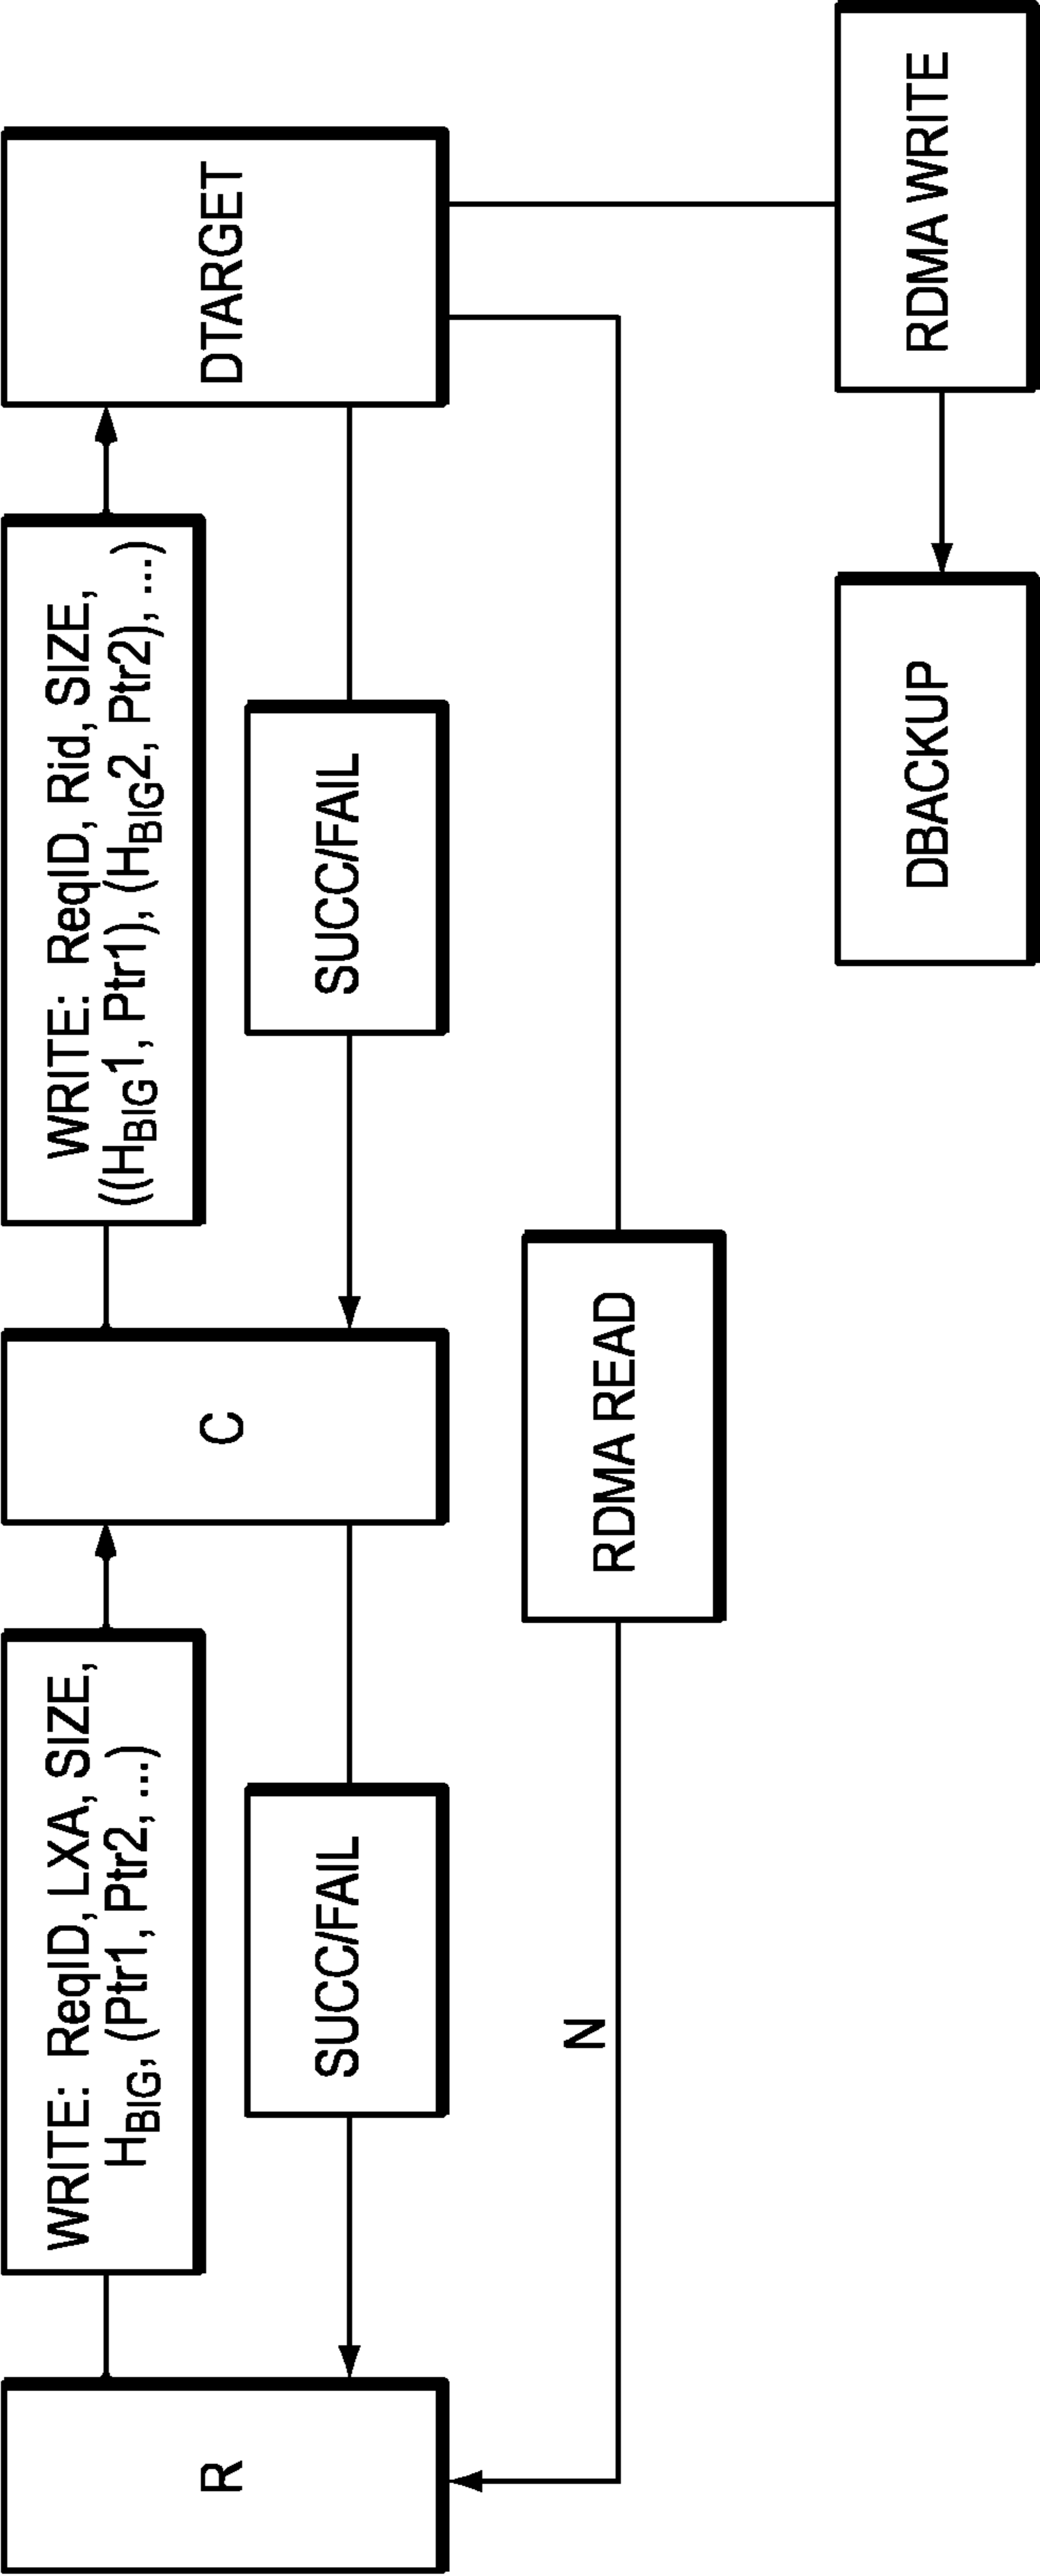 R
WRITE: ReqID, LXA, SIZE,
HBIG, (Ptr1, Ptr2, ...)
C
WRITE: ReqID, Rid, SIZE,
((HBIG1, Ptr1), (HBIG2, Ptr2), ...)
DTARGET
SUCC/FAIL
SUCC/FAIL
N
RDMA READ
DBACKUP
RDMA WRITE